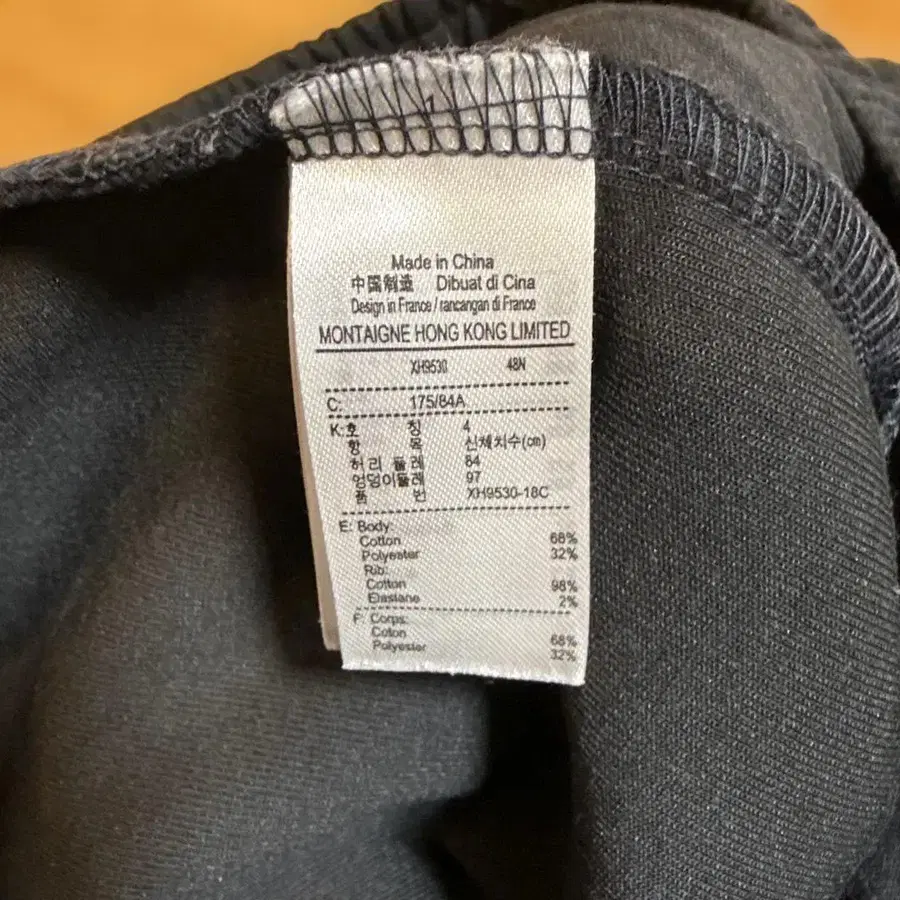 Made in China
中国制造 Dibuat di Cina
Design in France / rancangan di France
MONTAIGNE HONG KONG LIMITED
XH9530 48N
C: 175/84A
K: 호 칭 4
항 목 신체치수(cm)
허리 둘레 84
엉덩이둘레 97
품 번 XH9530-18C
E: Body:
Cotton 68%
Polyester 32%
Rib:
Cotton 98%
Elastane 2%
F: Corps:
Coton 68%
Polyester 32%